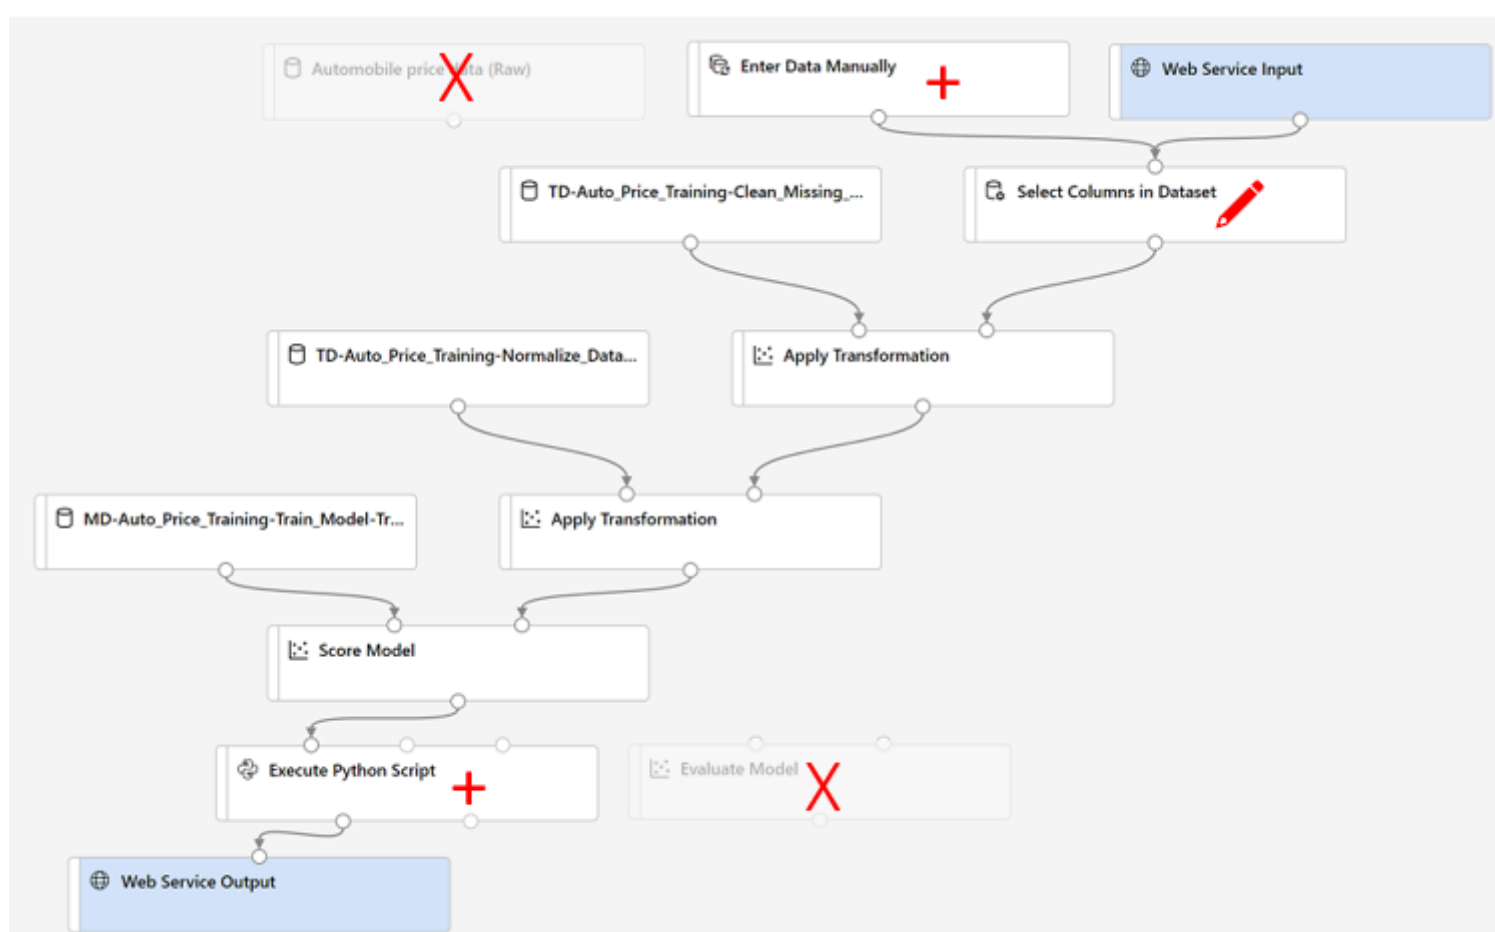 Automobile price data (Raw)
Enter Data Manually
Web Service Input
TD-Auto_Price_Training-Clean_Missing_...
Select Columns in Dataset
TD-Auto_Price_Training-Normalize_Data...
Apply Transformation
MD-Auto_Price_Training-Train_Model-Tr...
Apply Transformation
Score Model
Execute Python Script
Evaluate Model
Web Service Output